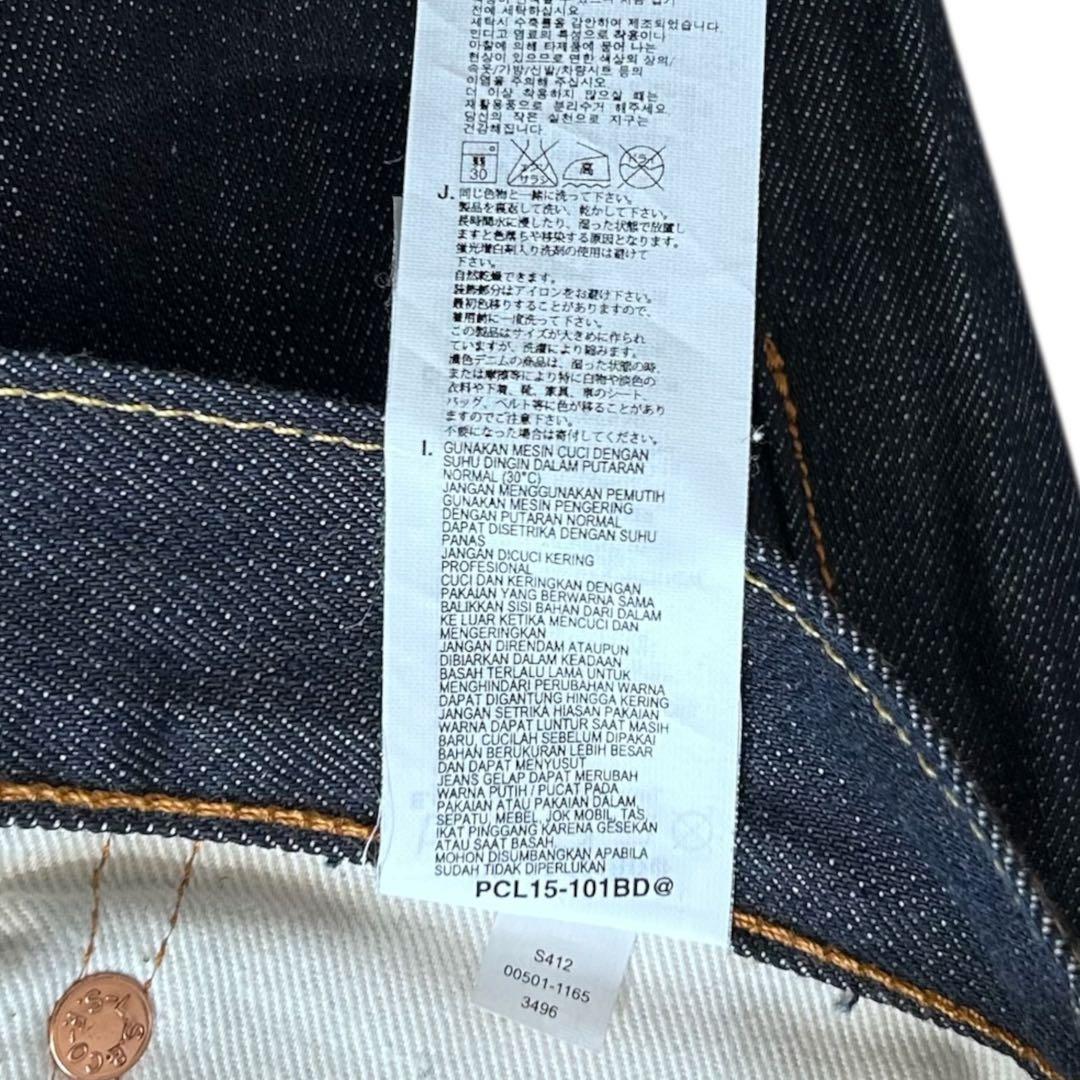 전에 세탁하십시오
세탁시 수축률을 감안하여 제조되었습니다
인디고 염료의 특성으로 착용이나
마찰에 의해 타제품에 물어 나는
현상이 있으므로 면한 색상의 상의/
속옷/가방/신발/차량시트 등의
이염을 주의해 주십시오
더 이상 착용하지 않으실 때는
재활용품으로 분리수거 해주세요
당신의 작은 실천으로 지구는
건강해집니다
30 エンソ サラシ 高 ドライ
J. 同じ色物と一緒に洗って下さい。
製品を裏返して洗い、乾かして下さい。
長時間水に浸したり、湿った状態で放置し
ますと色落ちや移染する原因となります。
蛍光増白剤入り洗剤の使用は避けて
下さい。
自然乾燥できます。
装飾部分はアイロンをお避け下さい。
最初色移りすることがありますので、
着用前に一度洗って下さい。
この製品はサイズが大きめに作られ
ていますが、洗濯により縮みます。
濃色デニムの商品は、湿った状態の時、
または摩擦等により特に白物や淡色の
衣料や下着、靴、家具、車のシート、
バッグ、ベルト等に色が移ることがあり
ますのでご注意下さい。
不要になった場合は寄付してください。
I. GUNAKAN MESIN CUCI DENGAN
SUHU DINGIN DALAM PUTARAN
NORMAL (30°C)
JANGAN MENGGUNAKAN PEMUTIH
GUNAKAN MESIN PENGERING
DENGAN PUTARAN NORMAL
DAPAT DISETRIKA DENGAN SUHU
PANAS
JANGAN DICUCI KERING
PROFESIONAL
CUCI DAN KERINGKAN DENGAN
PAKAIAN YANG BERWARNA SAMA
BALIKKAN SISI BAHAN DARI DALAM
KE LUAR KETIKA MENCUCI DAN
MENGERINGKAN
JANGAN DIRENDAM ATAUPUN
DIBIARKAN DALAM KEADAAN
BASAH TERLALU LAMA UNTUK
MENGHINDARI PERUBAHAN WARNA
DAPAT DIGANTUNG HINGGA KERING
JANGAN SETRIKA HIASAN PAKAIAN
WARNA DAPAT LUNTUR SAAT MASIH
BARU, CUCILAH SEBELUM DIPAKAI
BAHAN BERUKURAN LEBIH BESAR
DAN DAPAT MENYUSUT
JEANS GELAP DAPAT MERUBAH
WARNA PUTIH / PUCAT PADA
PAKAIAN ATAU PAKAIAN DALAM,
SEPATU, MEBEL, JOK MOBIL, TAS,
IKAT PINGGANG KARENA GESEKAN
ATAU SAAT BASAH
MOHON DISUMBANGKAN APABILA
SUDAH TIDAK DIPERLUKAN
PCL15-101BD@
S412
00501-1165
3496
L.S.&CO.-S.F-